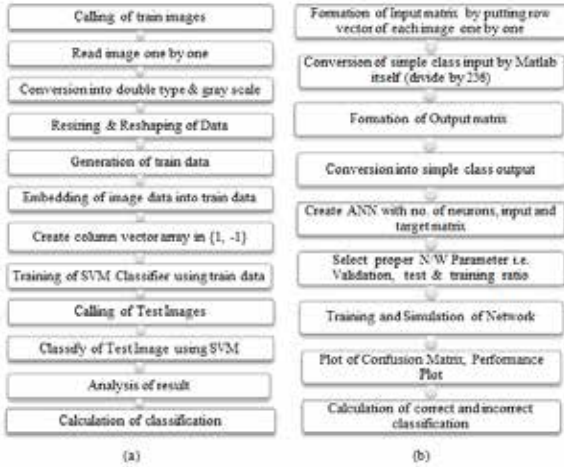 Calling of train images
Read image one by one
Conversion into double type & gray scale
Resizing & Reshaping of Data
Generation of train data
Embedding of image data into train data
Create column vector array in {1, -1}
Training of SVM Classifier using train data
Calling of Test Images
Classify of Test Image using SVM
Analysis of result
Calculation of classification
(a)
Formation of Input matrix by putting row
vector of each image one by one
Conversion of simple class input by Matlab
itself (divide by 256)
Formation of Output matrix
Conversion into simple class output
Create ANN with no. of neurons, input and
target matrix
Select proper N/W Parameter i.e.
Validation, test & training ratio
Training and Simulation of Network
Plot of Confusion Matrix, Performance
Plot
Calculation of correct and incorrect
classification
(b)